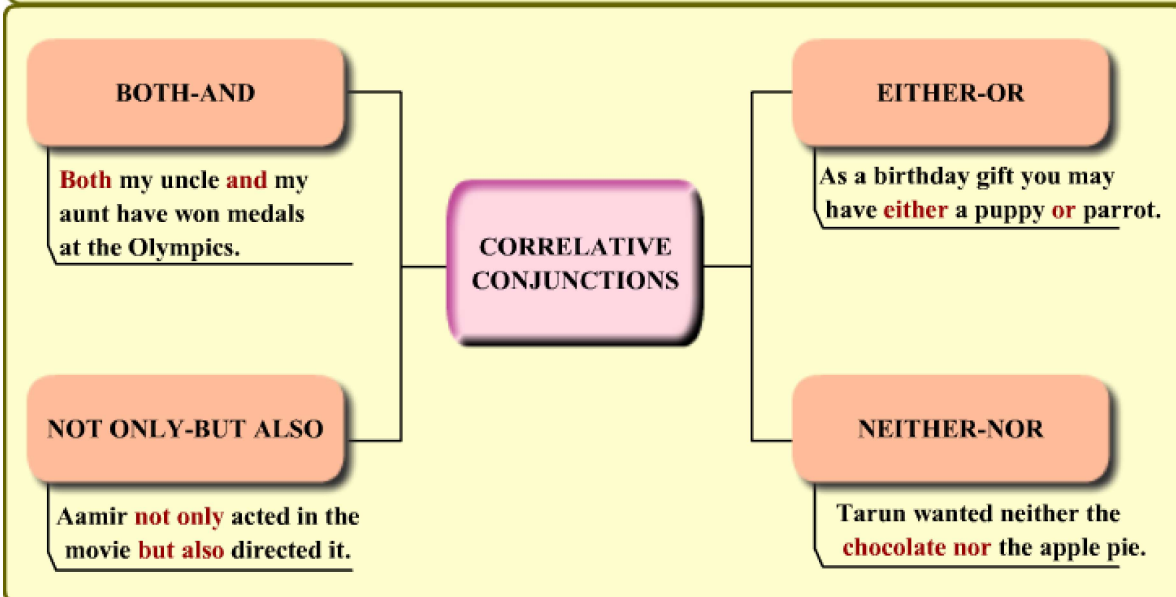 BOTH-AND
Both my uncle and my
aunt have won medals
at the Olympics.
EITHER-OR
As a birthday gift you may
have either a puppy or parrot.
CORRELATIVE
CONJUNCTIONS
NOT ONLY-BUT ALSO
Aamir not only acted in the
movie but also directed it.
NEITHER-NOR
Tarun wanted neither the
chocolate nor the apple pie.